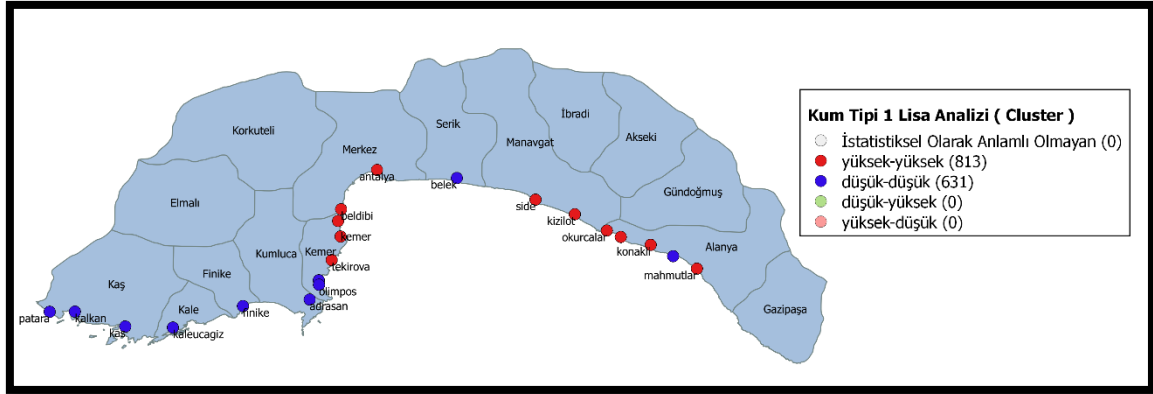 Kum Tipi 1 Lisa Analizi ( Cluster )
İstatistiksel Olarak Anlamlı Olmayan (0)
yüksek-yüksek (813)
düşük-düşük (631)
düşük-yüksek (0)
yüksek-düşük (0)
İbradi
Serik
Korkuteli
Akseki
Manavgat
Merkez
antalya
belek
Gündoğmuş
Elmalı
side
beldibi
kizilot
okurcalar
kemer
Kumluca
Kemer
konakli
Alanya
tekirova
mahmutlar
Finike
Kaş
olimpos
adrasan
Kale
finike
Gazipaşa
patara
kalkan
kaş
kaleucagiz